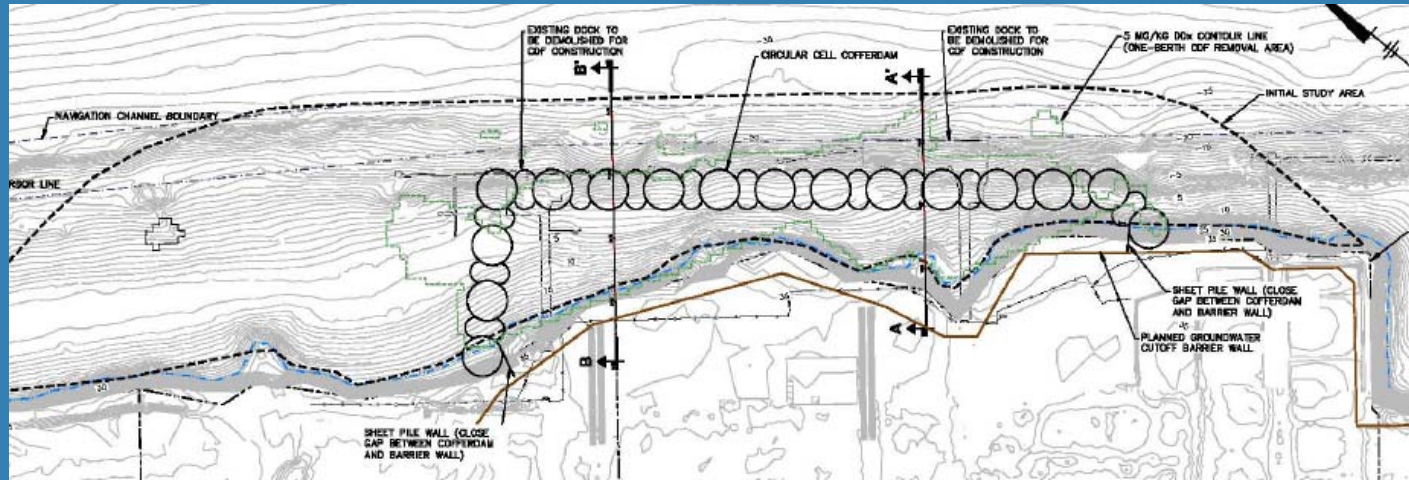 EXISTING DOCK TO
BE DEMOLISHED FOR
CDF CONSTRUCTION
B'
CIRCULAR CELL COFFERDAM
A'
EXISTING DOCK TO
BE DEMOLISHED FOR
CDF CONSTRUCTION
5 MG/KG DDx CONTOUR LINE
(ONE-BERTH CDF REMOVAL AREA)
INITIAL STUDY AREA
NAVIGATION CHANNEL BOUNDARY
RBOR LINE
SHEET PILE WALL (CLOSE
GAP BETWEEN COFFERDAM
AND BARRIER WALL)
A
PLANNED GROUNDWATER
CUTOFF BARRIER WALL
B
SHEET PILE WALL (CLOSE
GAP BETWEEN COFFERDAM
AND BARRIER WALL)